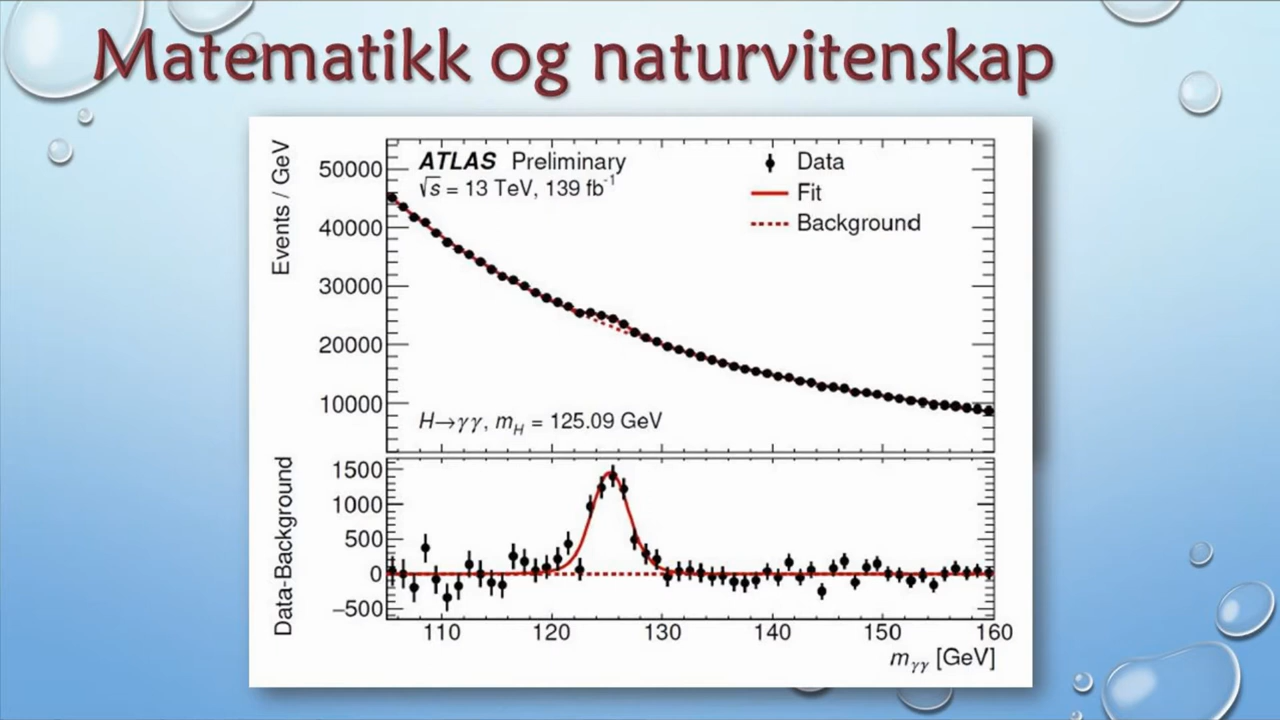 Matematikk og naturvitenskap
Events / GeV
50000
40000
30000
20000
10000
ATLAS Preliminary
√s = 13 TeV, 139 fb⁻¹
Data
Fit
Background
H→γγ, m_H = 125.09 GeV
Data-Background
1500
1000
500
0
−500
110 120 130 140 150 160
m_γγ [GeV]